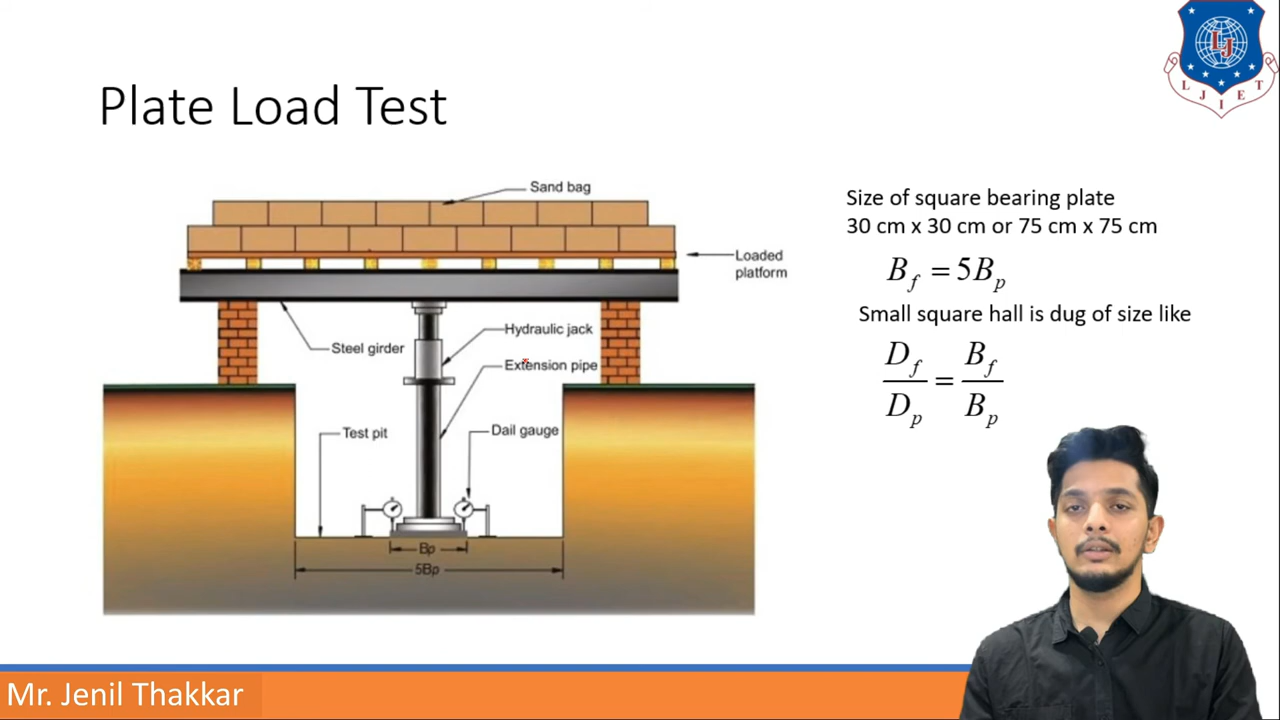 Plate Load Test
LJIET
Sand bag
Loaded
platform
Hydraulic jack
Steel girder
Extension pipe
Test pit
Dail gauge
Bp
5Bp
Size of square bearing plate
30 cm x 30 cm or 75 cm x 75 cm
B_f = 5B_p
Small square hall is dug of size like
D_f / D_p = B_f / B_p
Mr. Jenil Thakkar